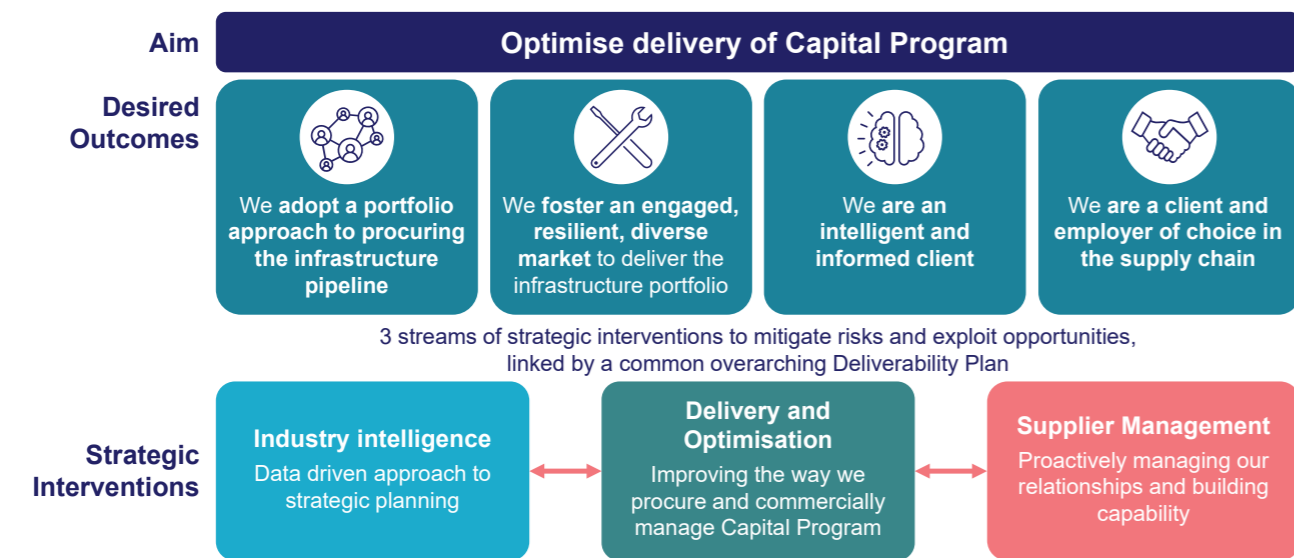 Aim
Optimise delivery of Capital Program
Desired
Outcomes
We adopt a portfolio
approach to procuring
the infrastructure
pipeline
We foster an engaged,
resilient, diverse
market to deliver the
infrastructure portfolio
We are an
intelligent and
informed client
We are a client and
employer of choice in
the supply chain
3 streams of strategic interventions to mitigate risks and exploit opportunities,
linked by a common overarching Deliverability Plan
Strategic
Interventions
Industry intelligence
Data driven approach to
strategic planning
Delivery and
Optimisation
Improving the way we
procure and commercially
manage Capital Program
Supplier Management
Proactively managing our
relationships and building
capability